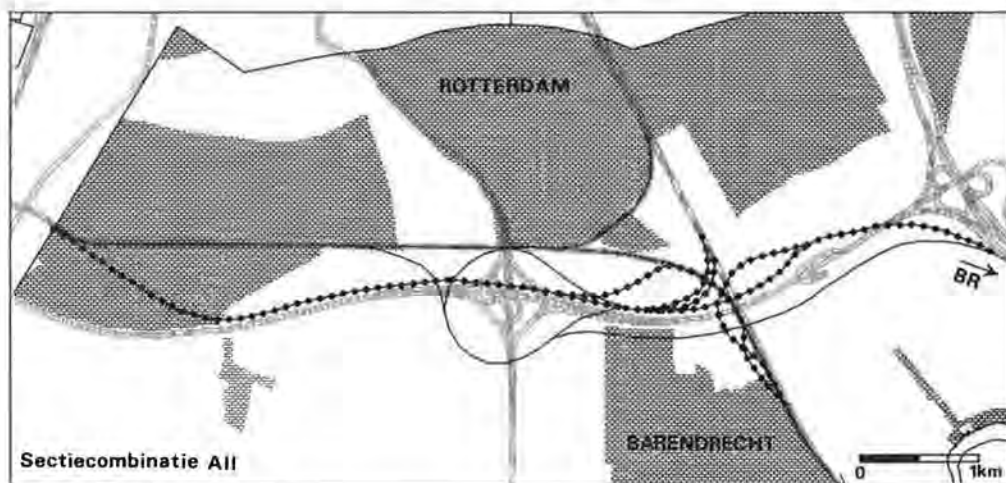 ROTTERDAM
BR
BARENDRECHT
Sectiecombinatie AII
0 1km